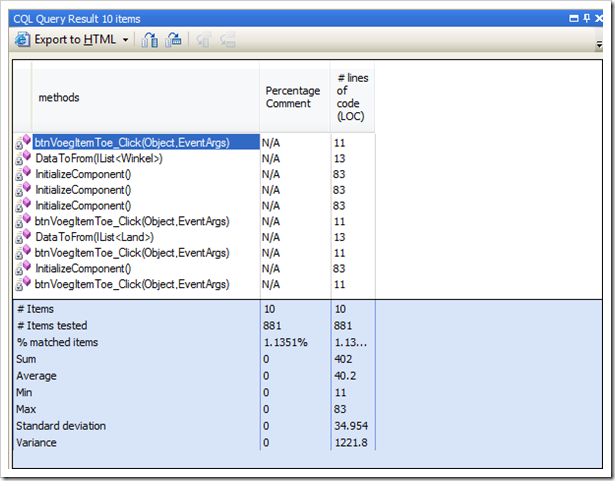 CQL Query Result 10 items
Export to HTML
methods Percentage Comment # lines of code (LOC)
btnVoegItemToe_Click(Object,EventArgs) N/A 11
DataToFrom(IList<Winkel>) N/A 13
InitializeComponent() N/A 83
InitializeComponent() N/A 83
InitializeComponent() N/A 83
btnVoegItemToe_Click(Object,EventArgs) N/A 11
DataToFrom(IList<Land>) N/A 13
btnVoegItemToe_Click(Object,EventArgs) N/A 11
InitializeComponent() N/A 83
btnVoegItemToe_Click(Object,EventArgs) N/A 11
# Items 10 10
# Items tested 881 881
% matched items 1.1351% 1.13...
Sum 0 402
Average 0 40.2
Min 0 11
Max 0 83
Standard deviation 0 34.954
Variance 0 1221.8